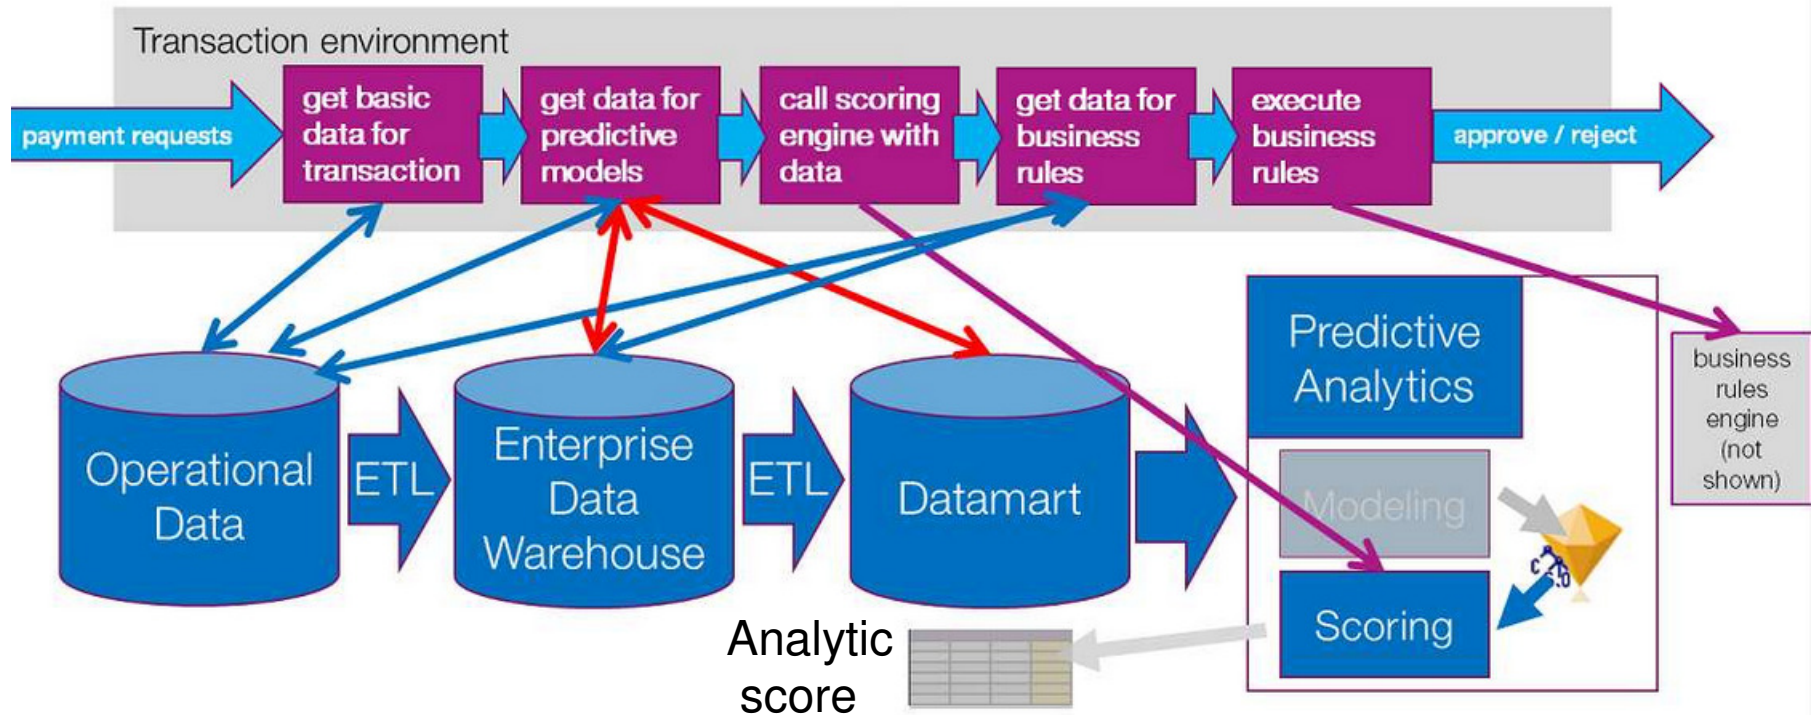 Transaction environment
payment requests
get basic
data for
transaction
get data for
predictive
models
call scoring
engine with
data
get data for
business
rules
execute
business
rules
approve / reject
Operational
Data
ETL
Enterprise
Data
Warehouse
ETL
Datamart
Predictive
Analytics
Modeling
Scoring
business
rules
engine
(not
shown)
Analytic
score